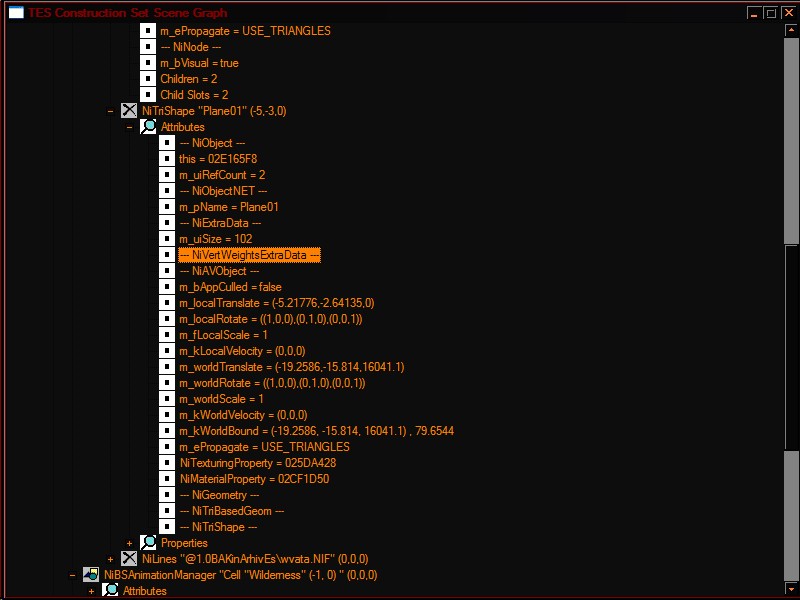 TES Construction Set Scene Graph
m_ePropagate = USE_TRIANGLES
--- NiNode ---
m_bVisual = true
Children = 2
Child Slots = 2
NiTriShape "Plane01" (-5,-3,0)
Attributes
--- NiObject ---
this = 02E165F8
m_uiRefCount = 2
--- NiObjectNET ---
m_pName = Plane01
--- NiExtraData ---
m_uiSize = 102
--- NiVertWeightsExtraData ---
--- NiAVObject ---
m_bAppCulled = false
m_localTranslate = (-5.21776,-2.64135,0)
m_localRotate = ((1,0,0),(0,1,0),(0,0,1))
m_fLocalScale = 1
m_kLocalVelocity = (0,0,0)
m_worldTranslate = (-19.2586,-15.814,16041.1)
m_worldRotate = ((1,0,0),(0,1,0),(0,0,1))
m_worldScale = 1
m_kWorldVelocity = (0,0,0)
m_kWorldBound = (-19.2586, -15.814, 16041.1) , 79.6544
m_ePropagate = USE_TRIANGLES
NiTexturingProperty = 025DA428
NiMaterialProperty = 02CF1D50
--- NiGeometry ---
--- NiTriBasedGeom ---
--- NiTriShape ---
Properties
NiLines "@1.0BAKinArhivEs\wvata.NIF" (0,0,0)
NiBSAnimationManager "Cell "Wilderness" (-1, 0) " (0,0,0)
Attributes